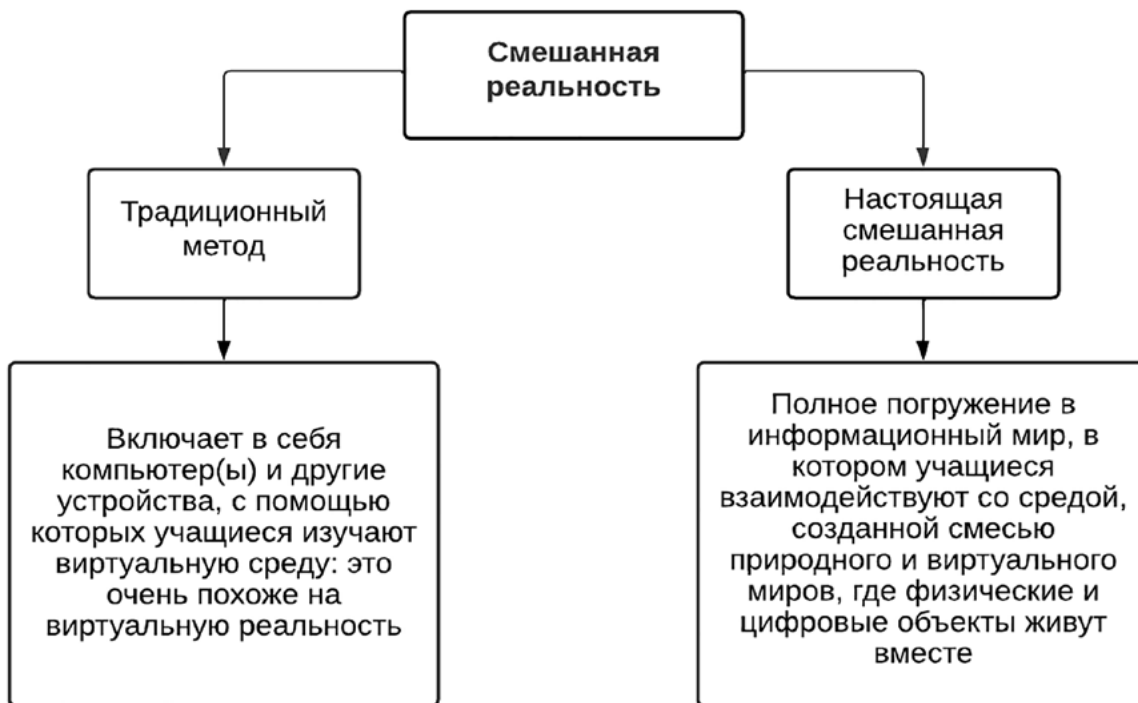 Смешанная
реальность
Традиционный
метод
Настоящая
смешанная
реальность
Включает в себя
компьютер(ы) и другие
устройства, с помощью
которых учащиеся изучают
виртуальную среду: это
очень похоже на
виртуальную реальность
Полное погружение в
информационный мир, в
котором учащиеся
взаимодействуют со средой,
созданной смесью
природного и виртуального
миров, где физические и
цифровые объекты живут
вместе